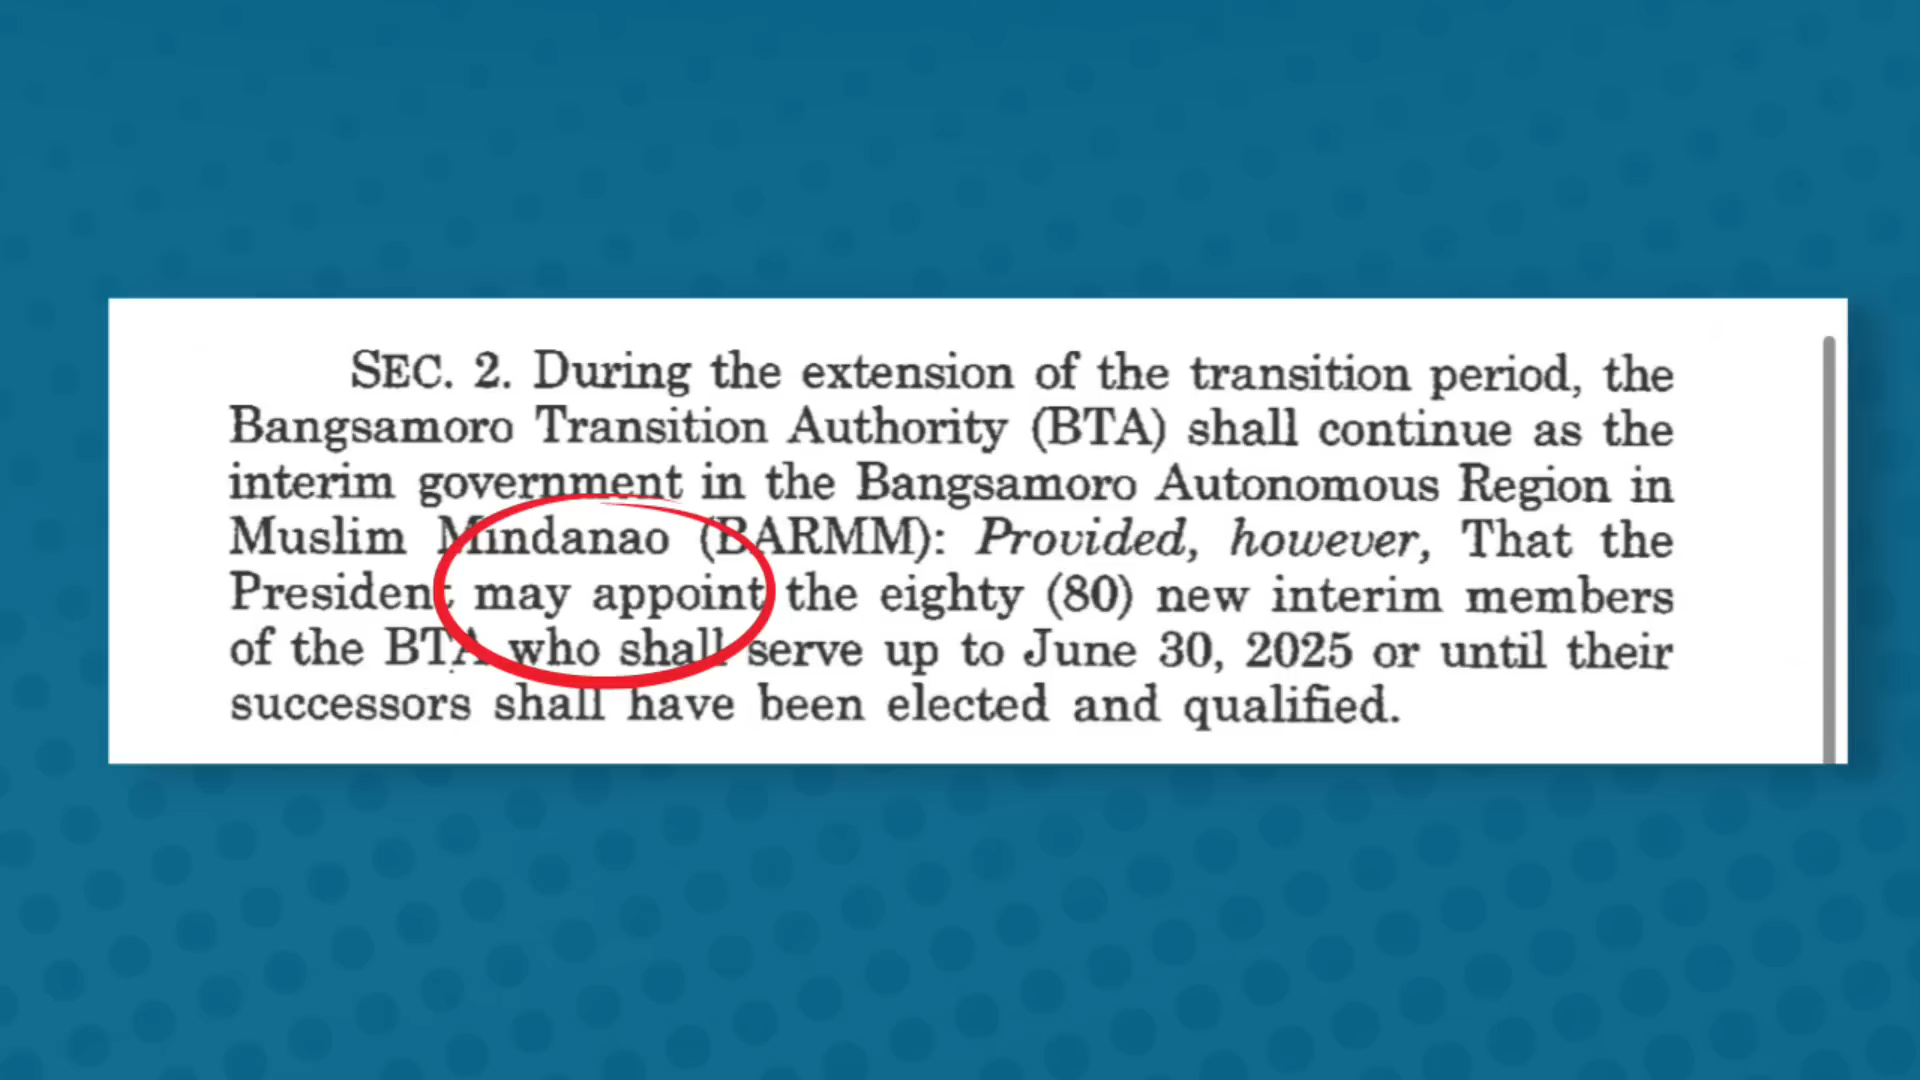 SEC. 2. During the extension of the transition period, the
Bangsamoro Transition Authority (BTA) shall continue as the
interim government in the Bangsamoro Autonomous Region in
Muslim Mindanao (BARMM): Provided, however, That the
President may appoint the eighty (80) new interim members
of the BTA who shall serve up to June 30, 2025 or until their
successors shall have been elected and qualified.